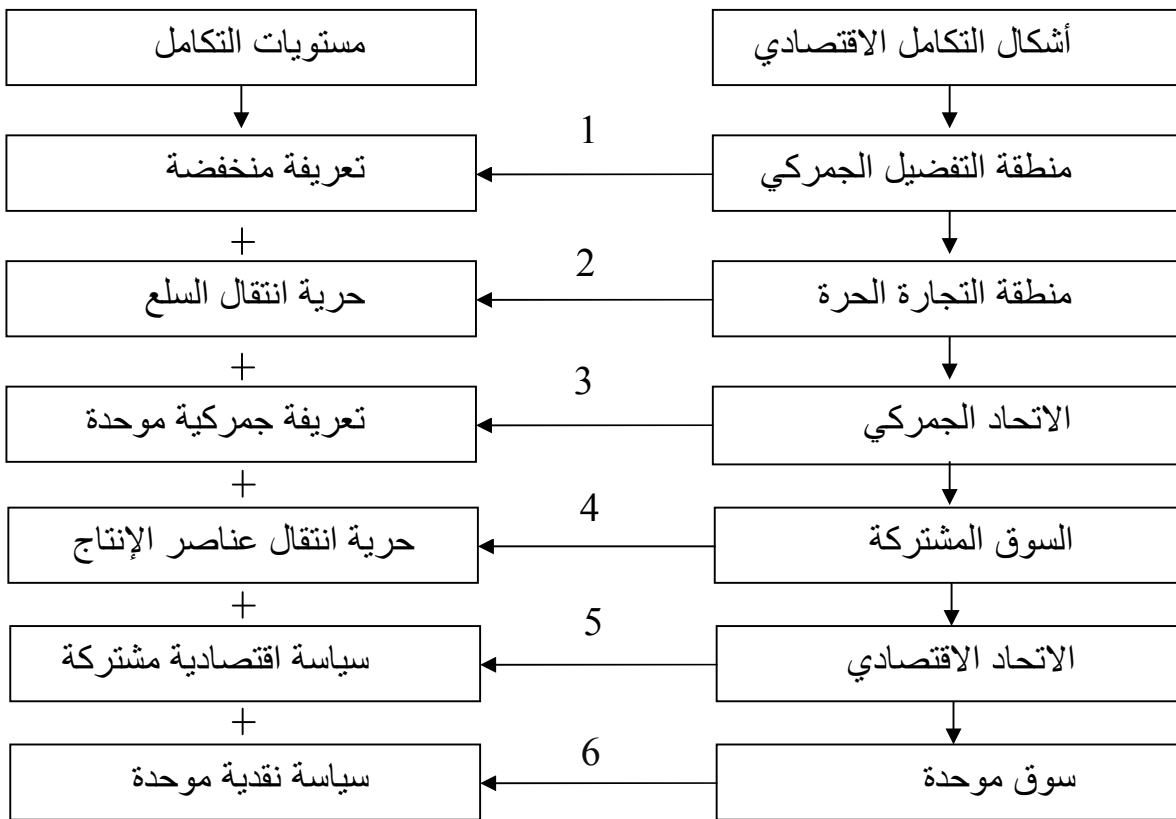 أشكال التكامل الاقتصادي
مستويات التكامل
منطقة التفضيل الجمركي
1
تعريفة منخفضة
+
منطقة التجارة الحرة
2
حرية انتقال السلع
+
الاتحاد الجمركي
3
تعريفة جمركية موحدة
+
السوق المشتركة
4
حرية انتقال عناصر الإنتاج
+
الاتحاد الاقتصادي
5
سياسة اقتصادية مشتركة
+
سوق موحدة
6
سياسة نقدية موحدة